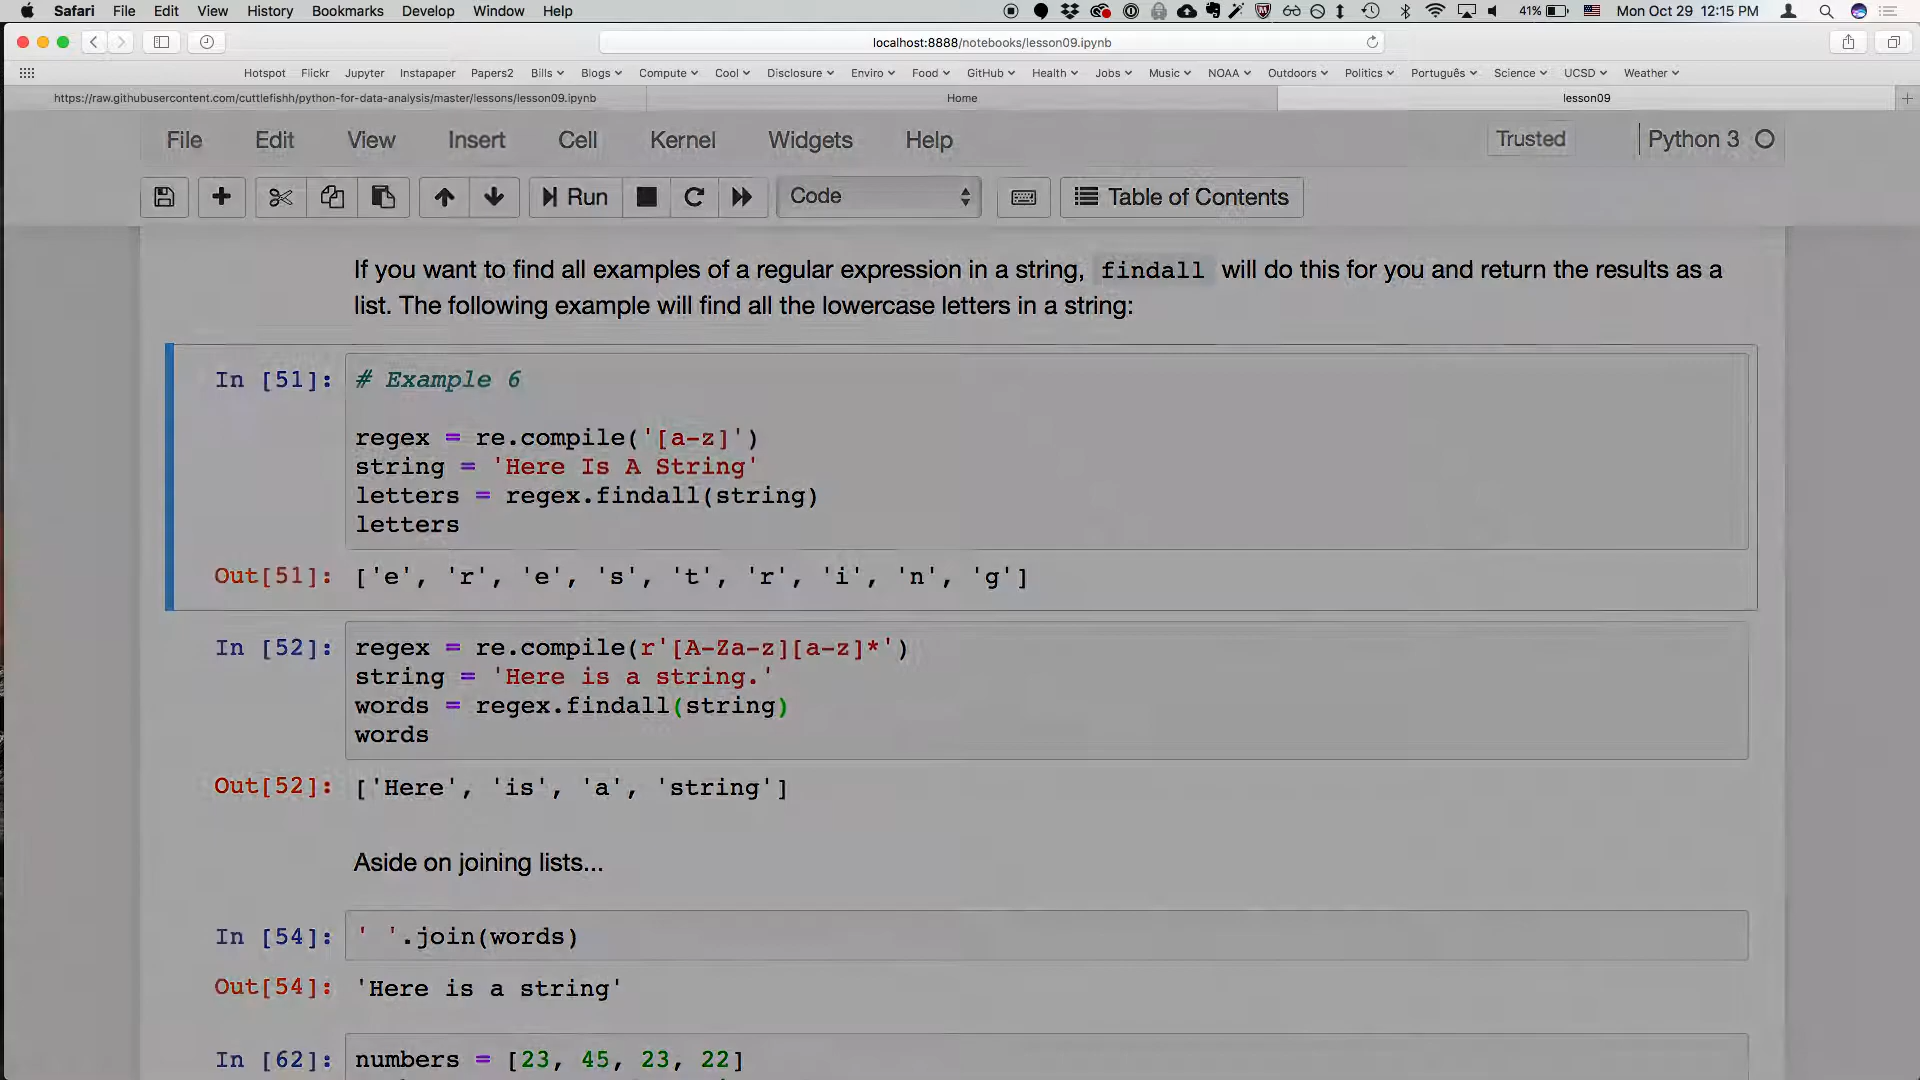 Safari File Edit View History Bookmarks Develop Window Help 41% Mon Oct 29 12:15 PM
localhost:8888/notebooks/lesson09.ipynb
Hotspot Flickr Jupyter Instapaper Papers2 Bills Blogs Compute Cool Disclosure Enviro Food GitHub Health Jobs Music NOAA Outdoors Politics Português Science UCSD Weather
https://raw.githubusercontent.com/cuttlefishh/python-for-data-analysis/master/lessons/lesson09.ipynb Home lesson09
File Edit View Insert Cell Kernel Widgets Help Trusted Python 3
Run Code Table of Contents
If you want to find all examples of a regular expression in a string, findall will do this for you and return the results as a
list. The following example will find all the lowercase letters in a string:
In [51]: # Example 6
regex = re.compile('[a-z]')
string = 'Here Is A String'
letters = regex.findall(string)
letters
Out[51]: ['e', 'r', 'e', 's', 't', 'r', 'i', 'n', 'g']
In [52]: regex = re.compile(r'[A-Za-z][a-z]*')
string = 'Here is a string.'
words = regex.findall(string)
words
Out[52]: ['Here', 'is', 'a', 'string']
Aside on joining lists...
In [54]: ' '.join(words)
Out[54]: 'Here is a string'
In [62]: numbers = [23, 45, 23, 22]